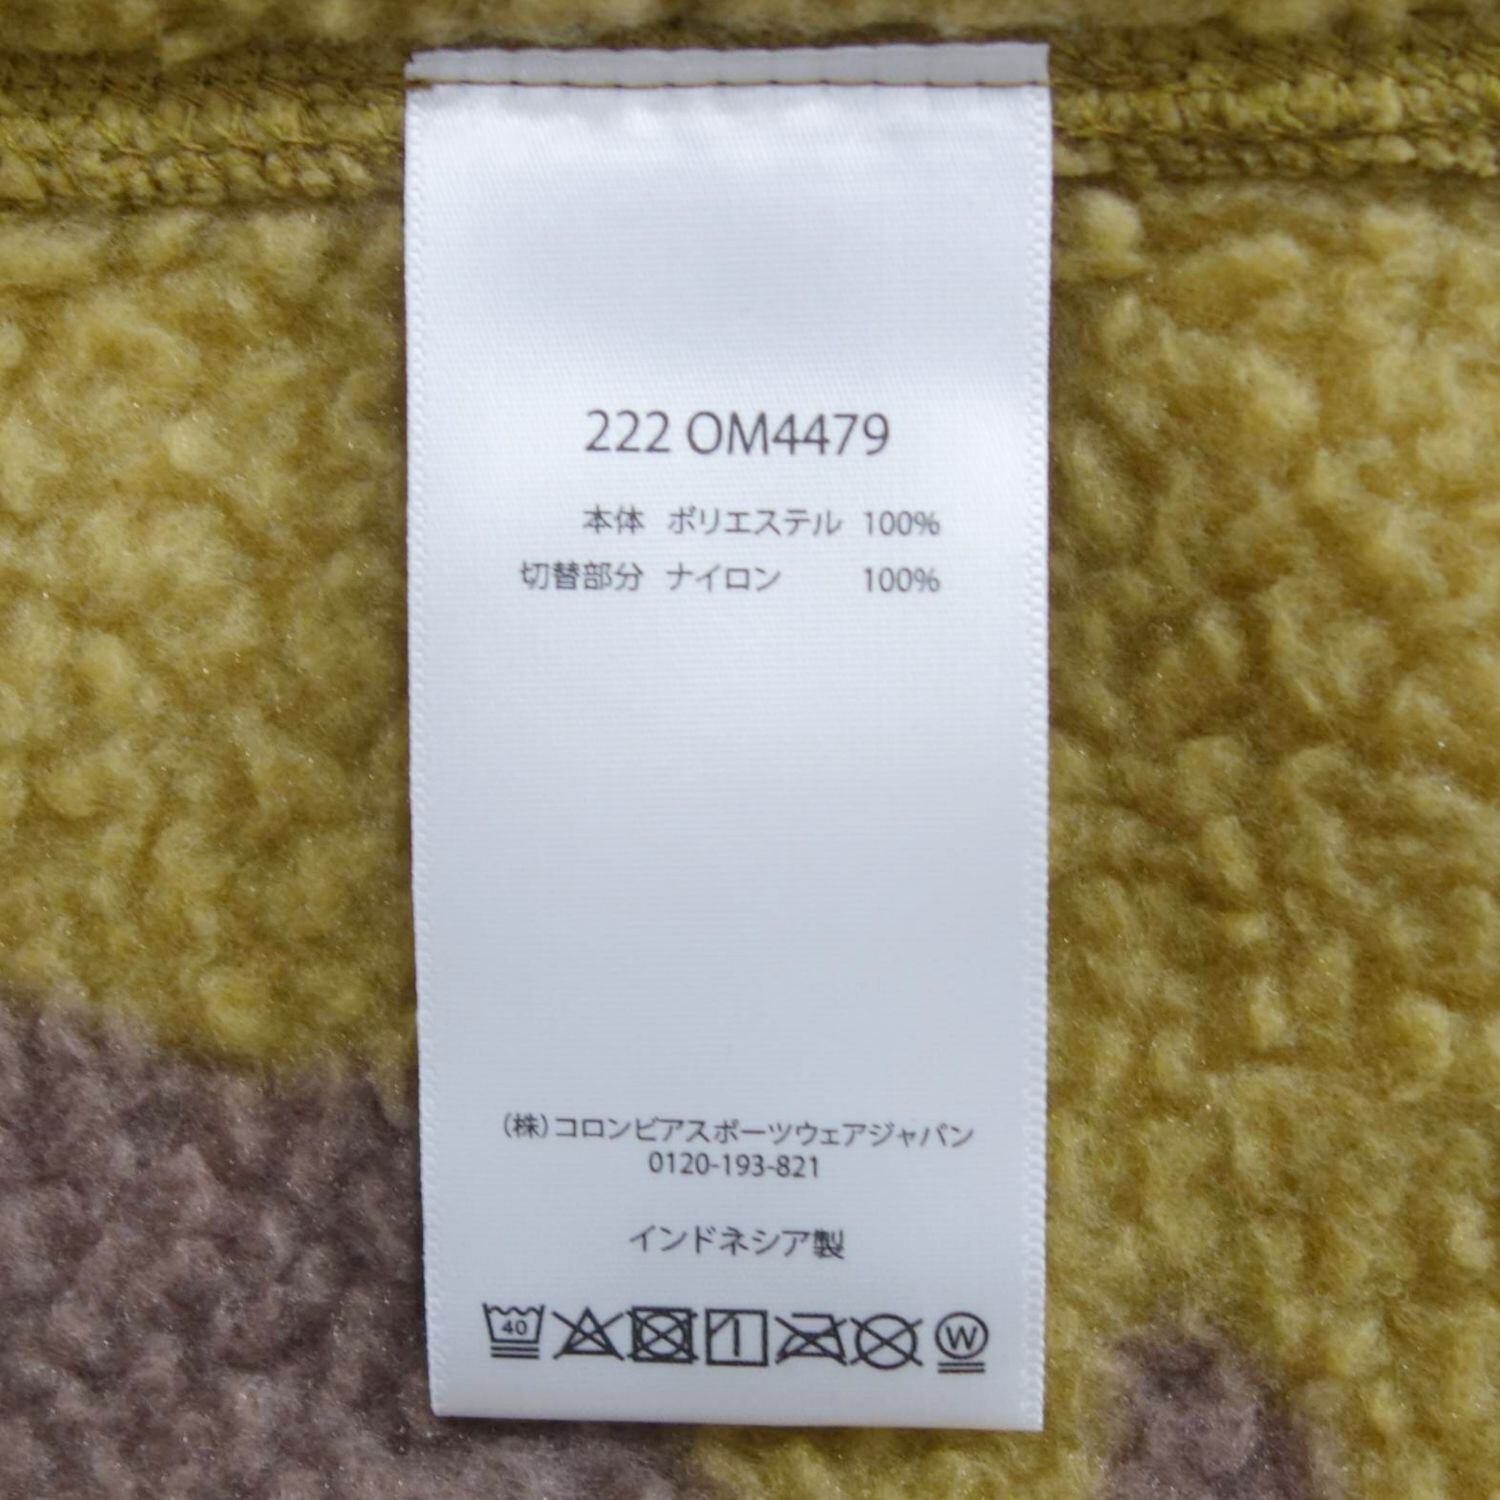 222 OM4479
本体 ポリエステル 100%
切替部分 ナイロン 100%
(株)コロンビアスポーツウェアジャパン
0120-193-821
インドネシア製
40 W